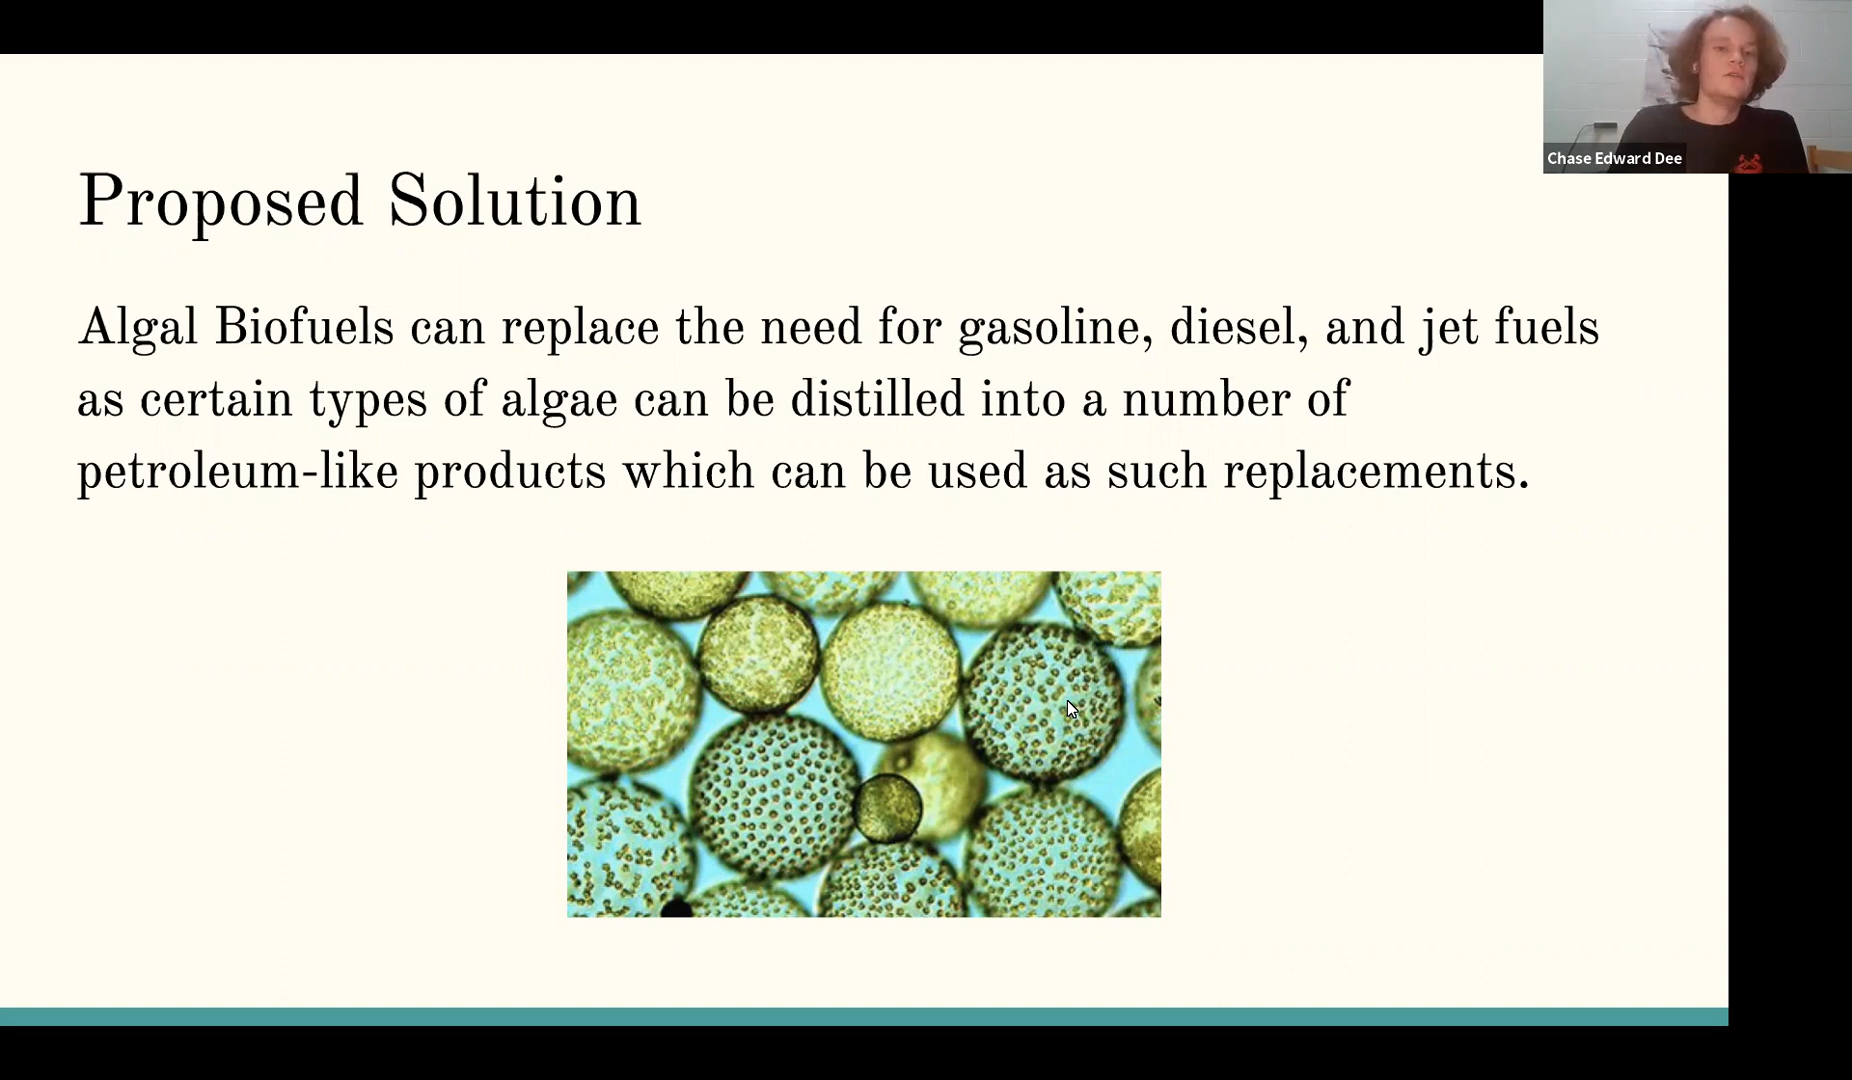 Chase Edward Dee
Proposed Solution
Algal Biofuels can replace the need for gasoline, diesel, and jet fuels
as certain types of algae can be distilled into a number of
petroleum-like products which can be used as such replacements.